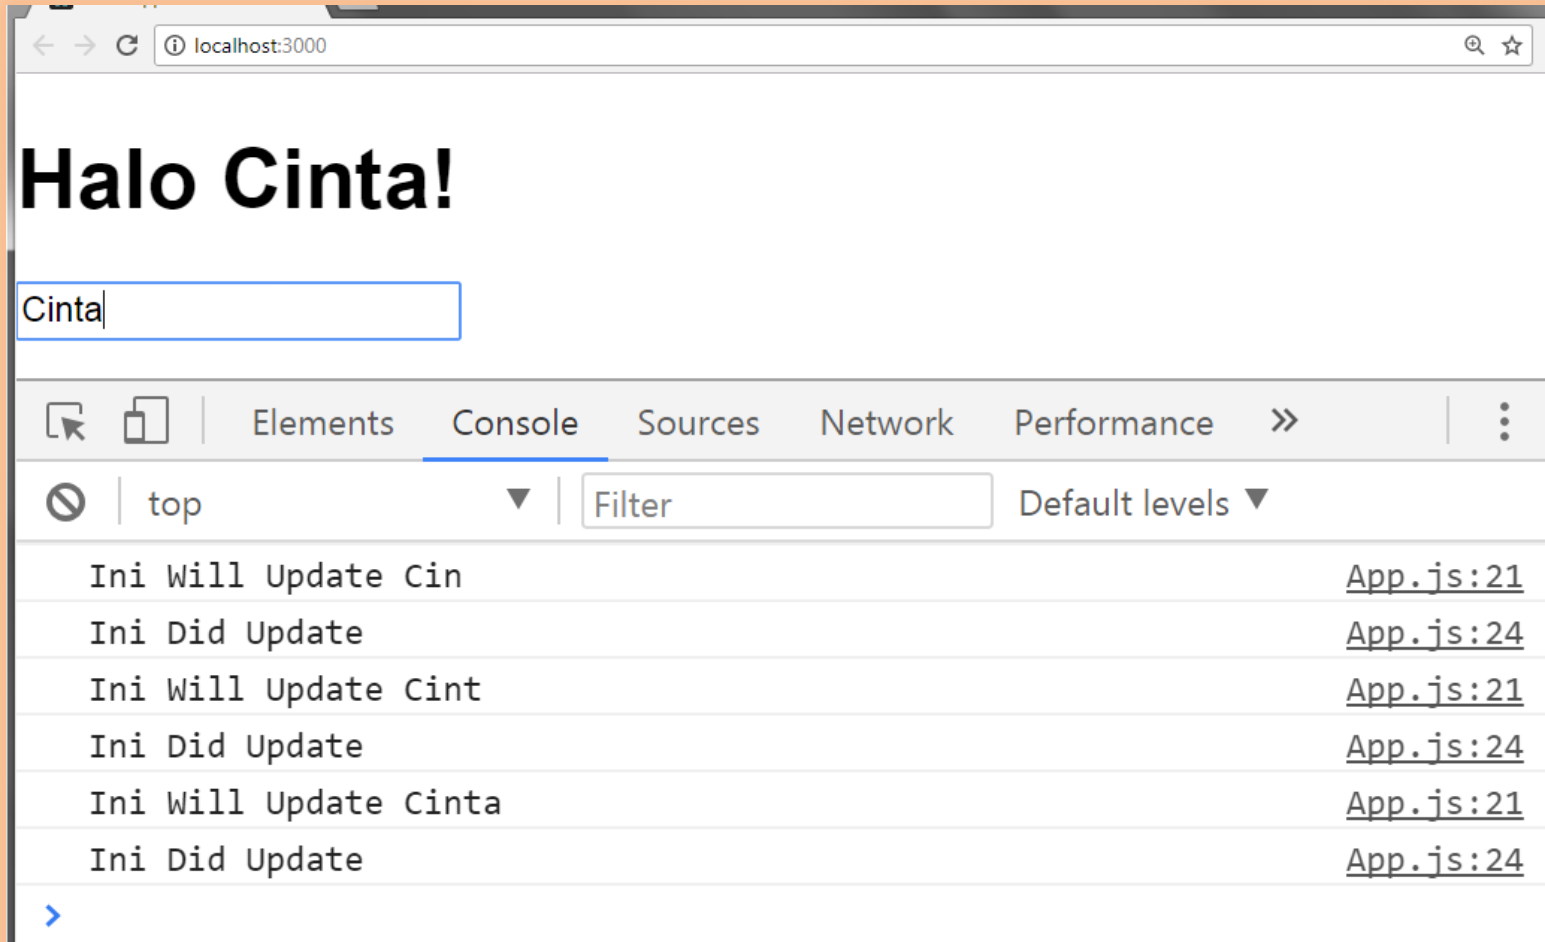 localhost:3000
Halo Cinta!
Cinta
Elements Console Sources Network Performance
top Filter Default levels
Ini Will Update Cin App.js:21
Ini Did Update App.js:24
Ini Will Update Cint App.js:21
Ini Did Update App.js:24
Ini Will Update Cinta App.js:21
Ini Did Update App.js:24